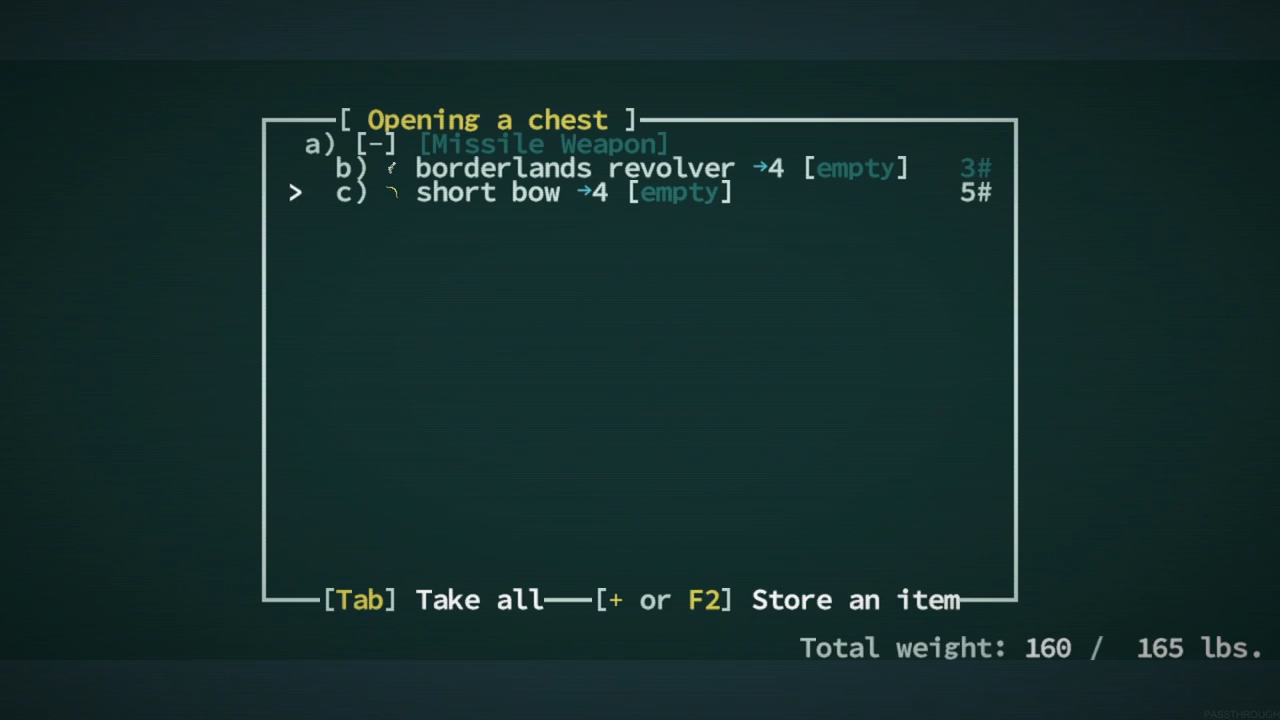 [ Opening a chest ]
a) [-] [Missile Weapon]
b) borderlands revolver →4 [empty] 3#
> c) short bow →4 [empty] 5#
[Tab] Take all [+ or F2] Store an item
Total weight: 160 / 165 lbs.